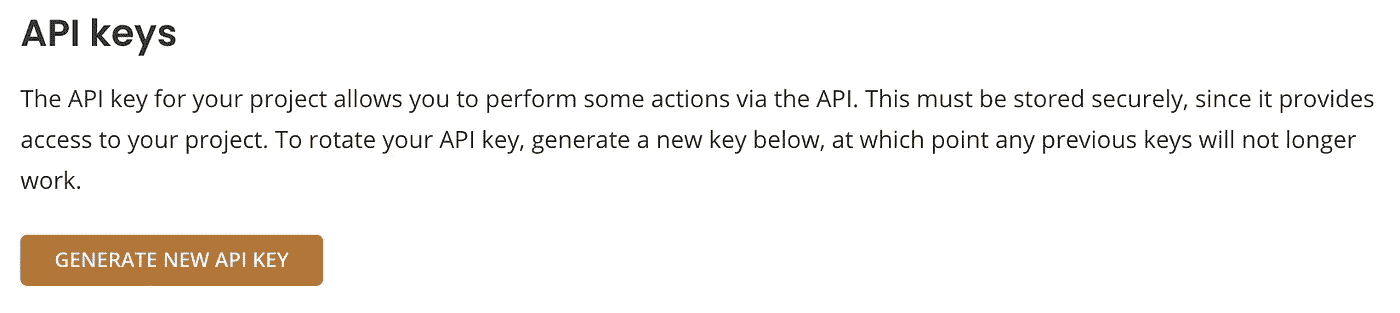 API keys
The API key for your project allows you to perform some actions via the API. This must be stored securely, since it provides
access to your project. To rotate your API key, generate a new key below, at which point any previous keys will not longer
work.
GENERATE NEW API KEY